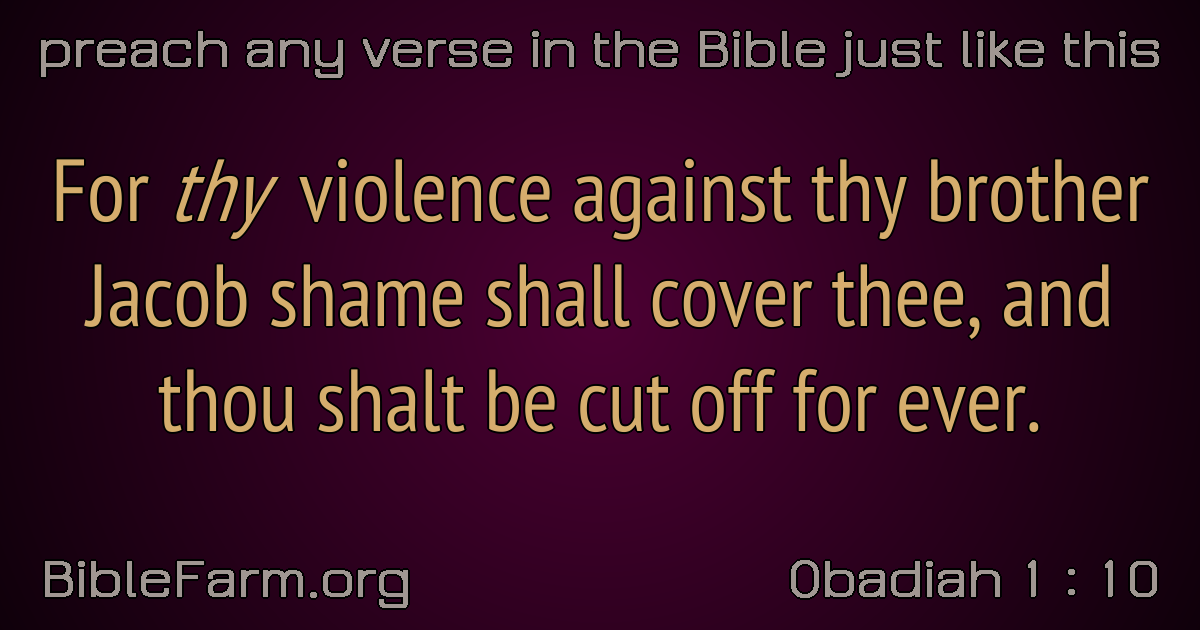 preach any verse in the Bible just like this
For thy violence against thy brother
Jacob shame shall cover thee, and
thou shalt be cut off for ever.
BibleFarm.org
Obadiah 1 : 10